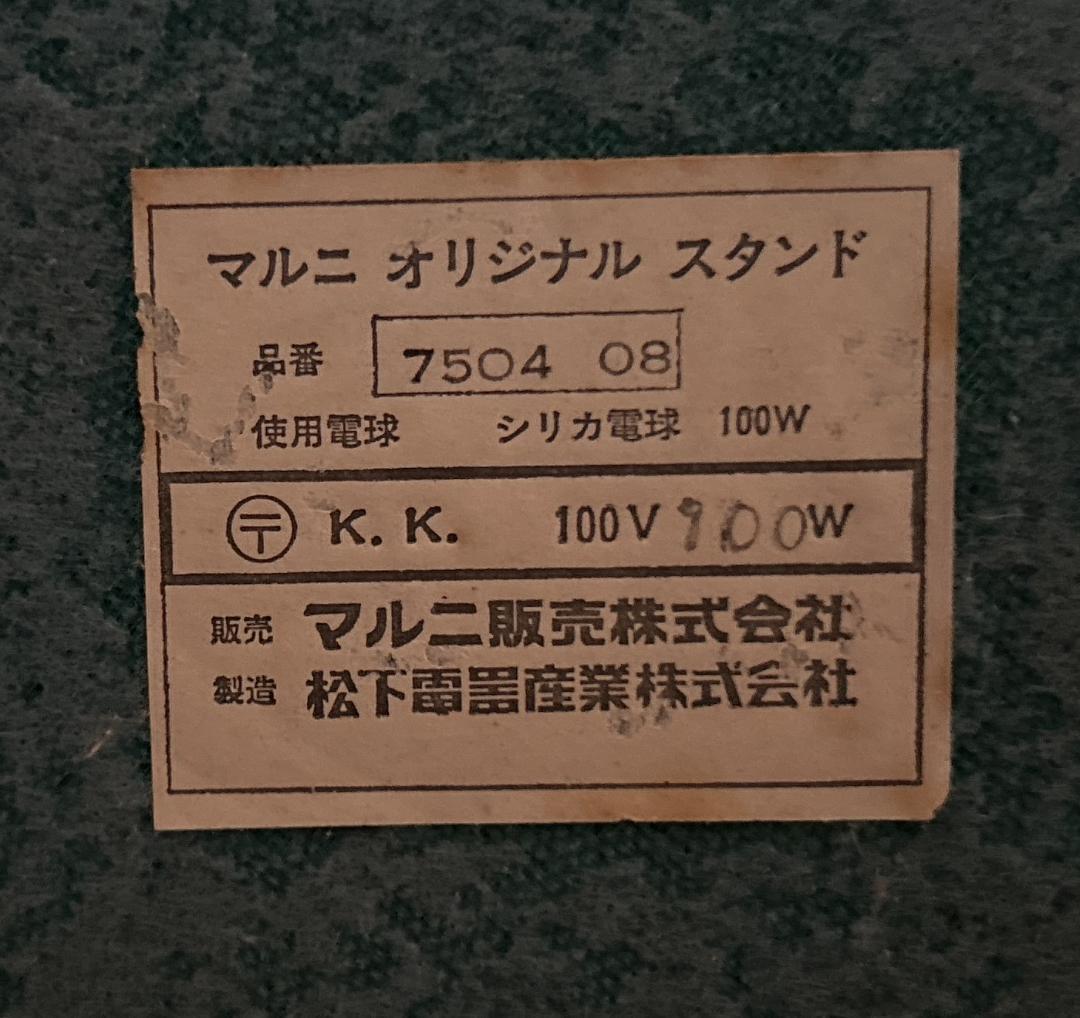 マルニ オリジナル スタンド
品番 7504 08
使用電球 シリカ電球 100W
〶 K. K. 100V 100W
販売 マルニ販売株式会社
製造 松下電器産業株式会社